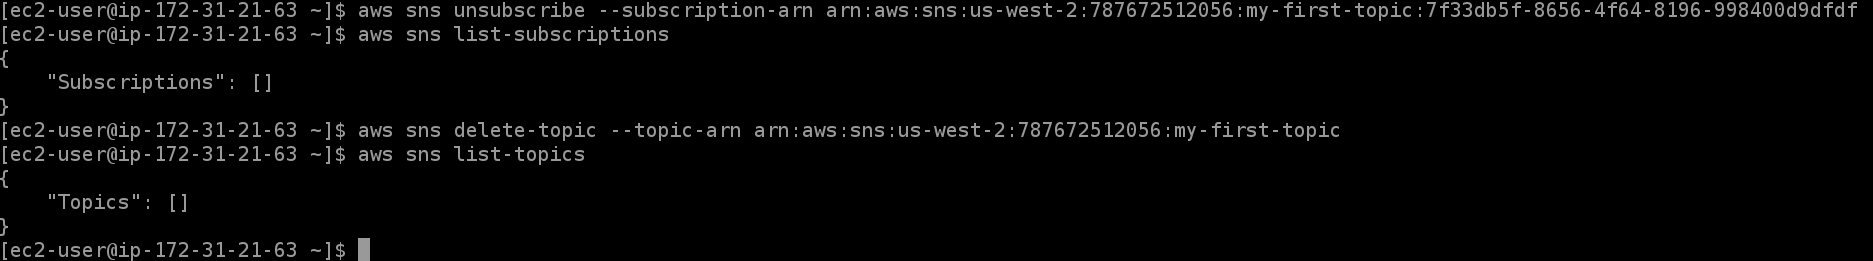 [ec2-user@ip-172-31-21-63 ~]$ aws sns unsubscribe --subscription-arn arn:aws:sns:us-west-2:787672512056:my-first-topic:7f33db5f-8656-4f64-8196-998400d9dfdf
[ec2-user@ip-172-31-21-63 ~]$ aws sns list-subscriptions
{
    "Subscriptions": []
}
[ec2-user@ip-172-31-21-63 ~]$ aws sns delete-topic --topic-arn arn:aws:sns:us-west-2:787672512056:my-first-topic
[ec2-user@ip-172-31-21-63 ~]$ aws sns list-topics
{
    "Topics": []
}
[ec2-user@ip-172-31-21-63 ~]$